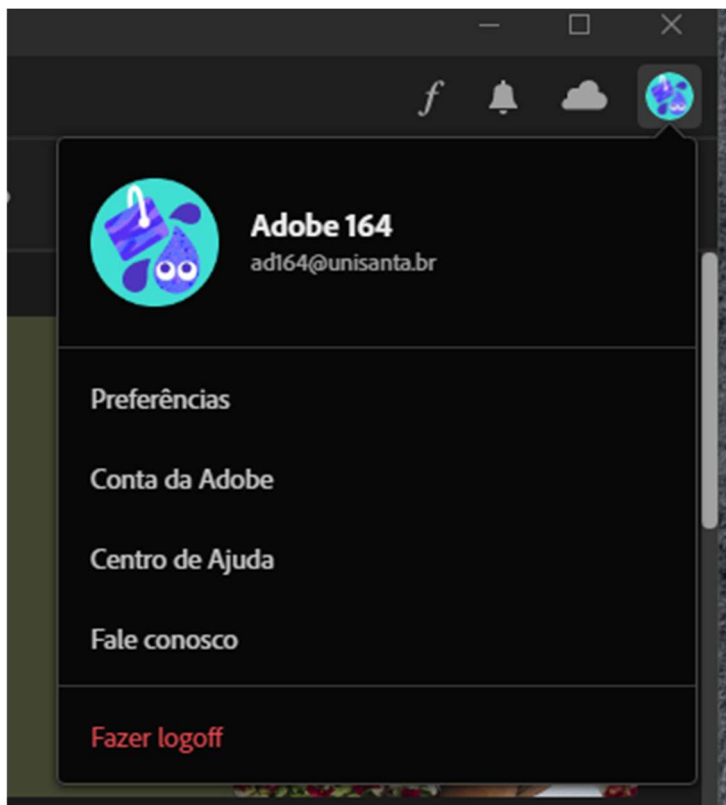 f
Adobe 164
ad164@unisanta.br
Preferências
Conta da Adobe
Centro de Ajuda
Fale conosco
Fazer logoff